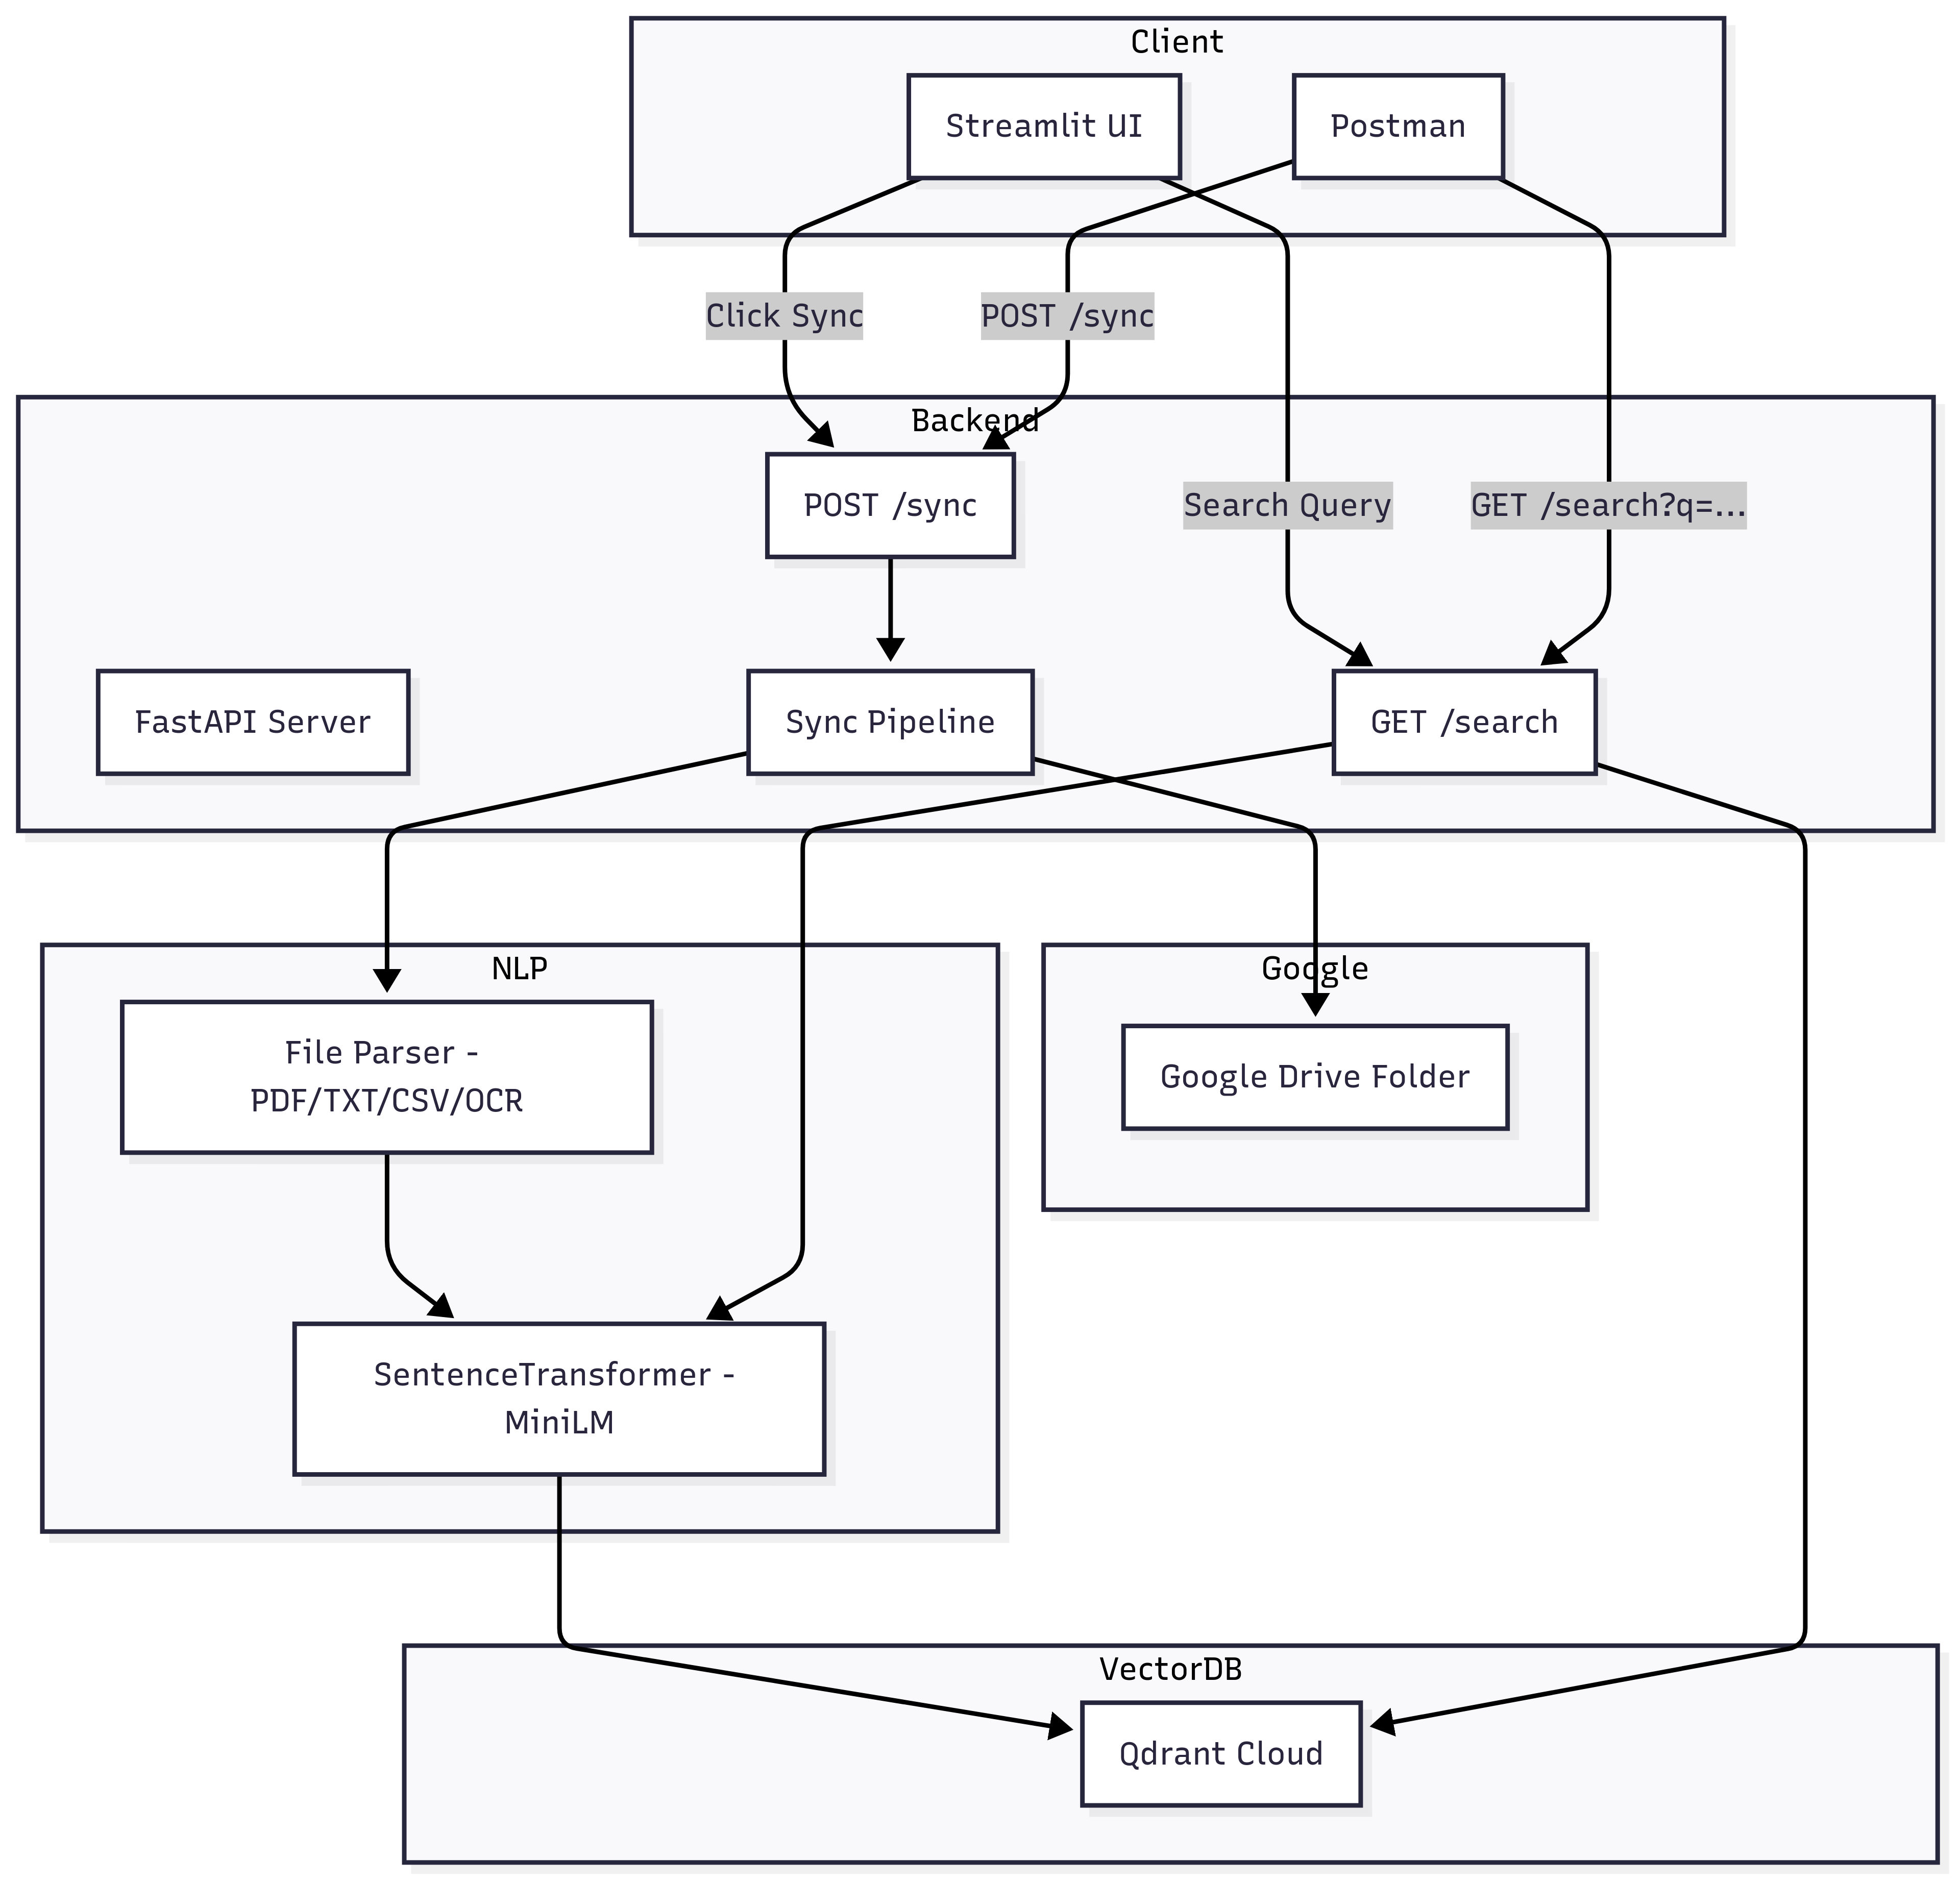 Client
Streamlit UI
Postman
Click Sync
POST /sync
Backend
POST /sync
Search Query
GET /search?q=...
FastAPI Server
Sync Pipeline
GET /search
NLP
Google
File Parser -
PDF/TXT/CSV/OCR
Google Drive Folder
SentenceTransformer -
MiniLM
VectorDB
Qdrant Cloud